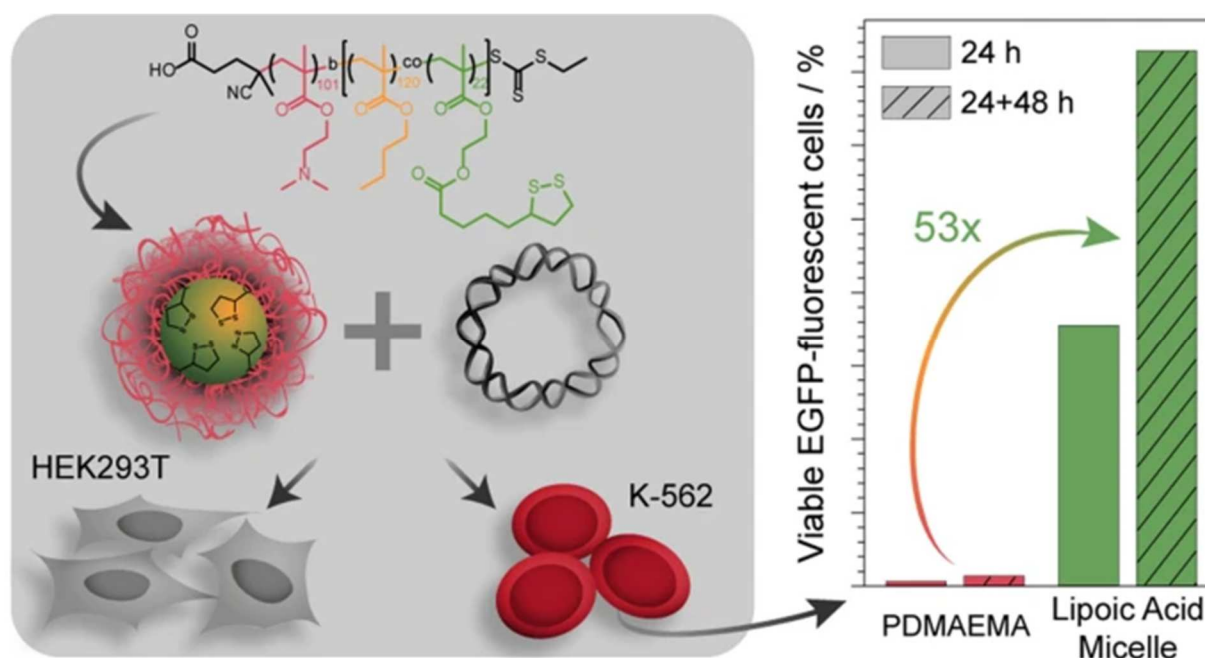 O
HO
NC
101
b
120
co
22
S
S
S
O
O
O
O
O
O
N
O
O
S
S
HEK293T
K-562
Viable EGFP-fluorescent cells / %
24 h
24+48 h
53x
PDMAEMA
Lipoic Acid
Micelle